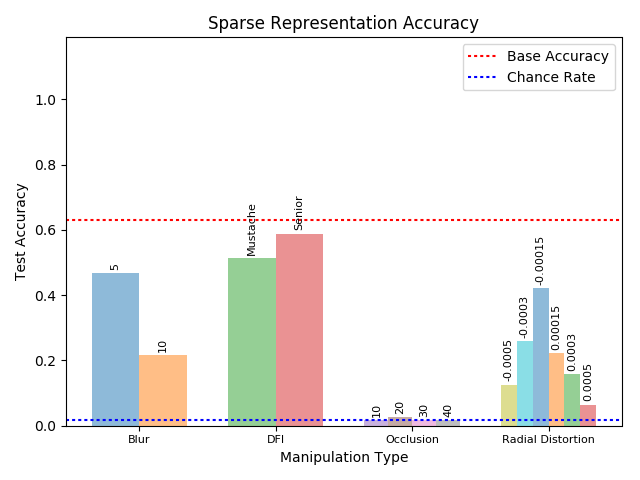 Sparse Representation Accuracy
Base Accuracy
Chance Rate
Test Accuracy
1.0
0.8
0.6
0.4
0.2
0.0
5
10
Mustache
Senior
10
20
30
40
-0.0005
-0.0003
-0.00015
0.00015
0.0003
0.0005
Blur
DFI
Occlusion
Radial Distortion
Manipulation Type